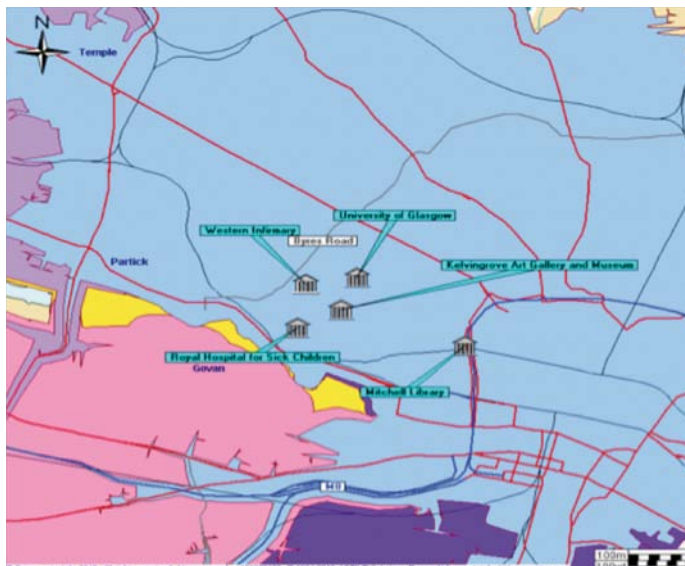 N
Temple
University of Glasgow
Western Infirmary
Byres Road
Partick
Kelvingrove Art Gallery and Museum
Royal Hospital for Sick Children
Govan
Mitchell Library
M8
100m